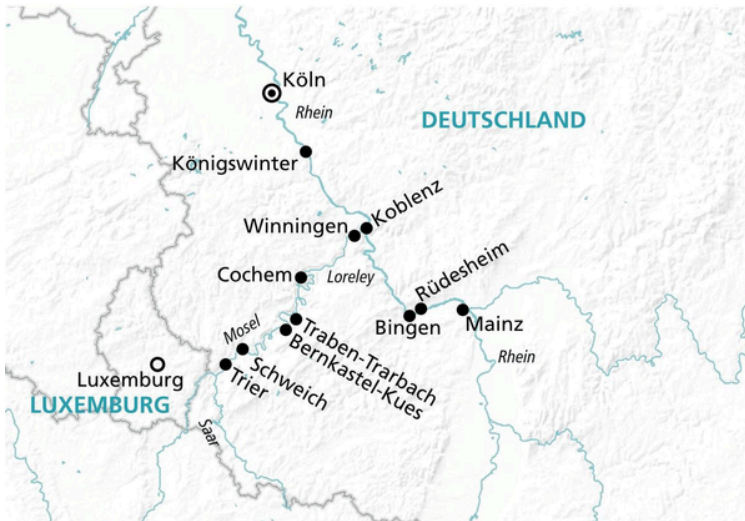 Köln
Rhein
DEUTSCHLAND
Königswinter
Koblenz
Winningen
Cochem
Loreley
Rüdesheim
Bingen
Mainz
Mosel
Traben-Trarbach
Bernkastel-Kues
Rhein
Schweich
Trier
Luxemburg
LUXEMBURG
Saar